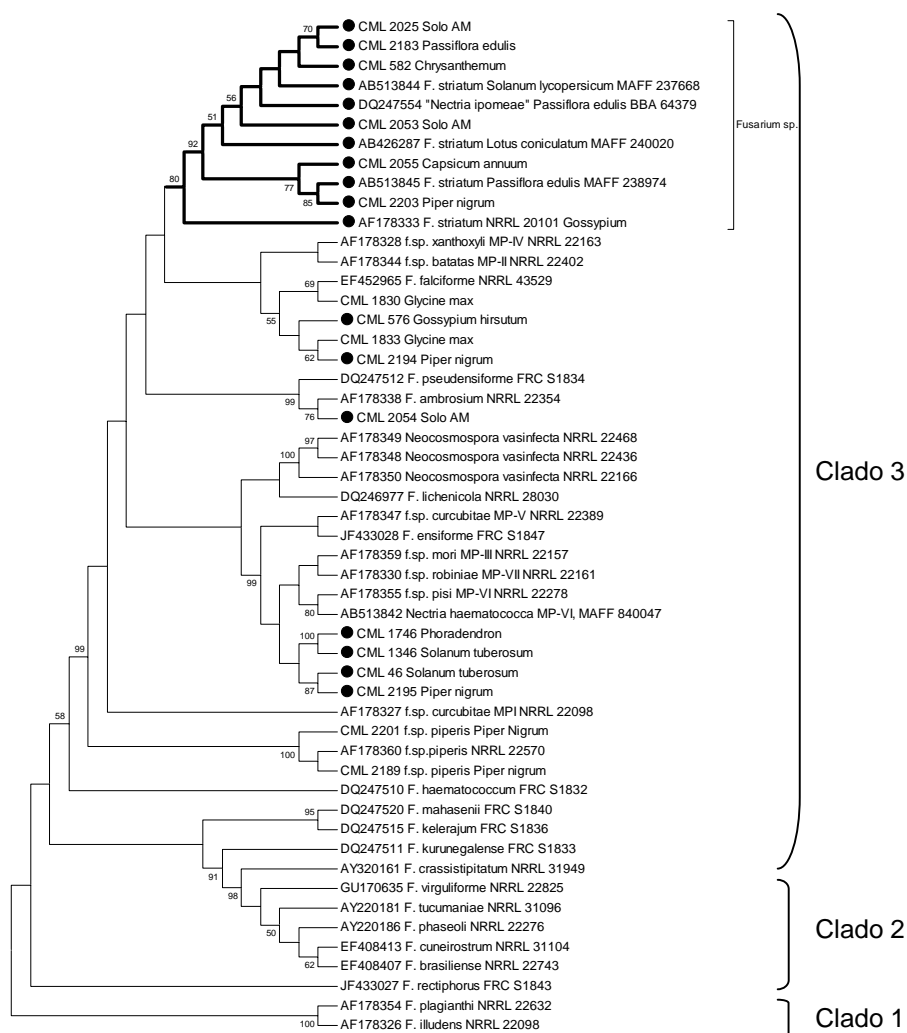 CML 2025 Solo AM
CML 2183 Passiflora edulis
CML 582 Chrysanthemum
AB513844 F. striatum Solanum lycopersicum MAFF 237668
DQ247554 "Nectria ipomeae" Passiflora edulis BBA 64379
CML 2053 Solo AM
AB426287 F. striatum Lotus coniculatum MAFF 240020
CML 2055 Capsicum annuum
AB513845 F. striatum Passiflora edulis MAFF 238974
CML 2203 Piper nigrum
AF178333 F. striatum NRRL 20101 Gossypium
AF178328 f.sp. xanthoxyli MP-IV NRRL 22163
AF178344 f.sp. batatas MP-II NRRL 22402
EF452965 F. falciforme NRRL 43529
CML 1830 Glycine max
CML 576 Gossypium hirsutum
CML 1833 Glycine max
CML 2194 Piper nigrum
DQ247512 F. pseudensiforme FRC S1834
AF178338 F. ambrosium NRRL 22354
CML 2054 Solo AM
AF178349 Neocosmospora vasinfecta NRRL 22468
AF178348 Neocosmospora vasinfecta NRRL 22436
AF178350 Neocosmospora vasinfecta NRRL 22166
DQ246977 F. lichenicola NRRL 28030
AF178347 f.sp. curcubitae MP-V NRRL 22389
JF433028 F. ensiforme FRC S1847
AF178359 f.sp. mori MP-III NRRL 22157
AF178330 f.sp. robiniae MP-VII NRRL 22161
AF178355 f.sp. pisi MP-VI NRRL 22278
AB513842 Nectria haematococca MP-VI, MAFF 840047
CML 1746 Phoradendron
CML 1346 Solanum tuberosum
CML 46 Solanum tuberosum
CML 2195 Piper nigrum
AF178327 f.sp. curcubitae MPI NRRL 22098
CML 2201 f.sp. piperis Piper Nigrum
AF178360 f.sp.piperis NRRL 22570
CML 2189 f.sp. piperis Piper nigrum
DQ247510 F. haematococcum FRC S1832
DQ247520 F. mahasenii FRC S1840
DQ247515 F. kelerajum FRC S1836
DQ247511 F. kurunegalense FRC S1833
AY320161 F. crassistipitatum NRRL 31949
GU170635 F. virguliforme NRRL 22825
AY220181 F. tucumaniae NRRL 31096
AY220186 F. phaseoli NRRL 22276
EF408413 F. cuneirostrum NRRL 31104
EF408407 F. brasiliense NRRL 22743
JF433027 F. rectiphorus FRC S1843
AF178354 F. plagianthi NRRL 22632
AF178326 F. illudens NRRL 22098
70
56
51
92
80
77
85
69
55
62
99
76
97
100
99
80
100
87
99
58
100
95
91
98
50
62
100
Fusarium sp.
Clado 3
Clado 2
Clado 1